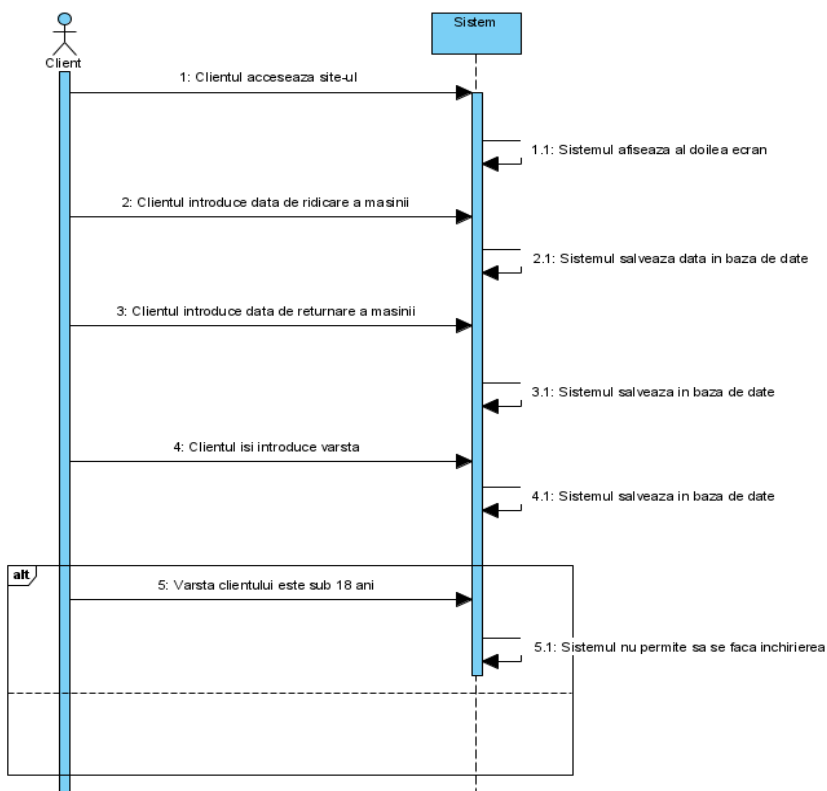 Sistem
Client
1: Clientul acceseaza site-ul
1.1: Sistemul afiseaza al doilea ecran
2: Clientul introduce data de ridicare a masinii
2.1: Sistemul salveaza data in baza de date
3: Clientul introduce data de returnare a masinii
3.1: Sistemul salveaza in baza de date
4: Clientul isi introduce varsta
4.1: Sistemul salveaza in baza de date
alt
5: Varsta clientului este sub 18 ani
5.1: Sistemul nu permite sa se faca inchirierea